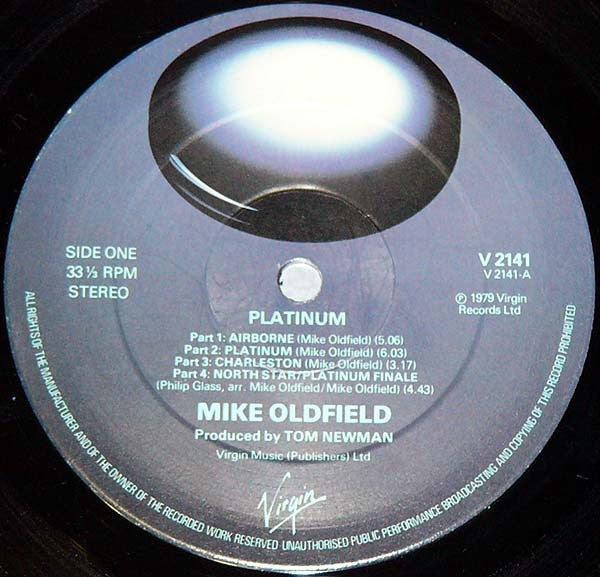 SIDE ONE
33 ⅓ RPM
STEREO
V 2141
V 2141-A
℗ 1979 Virgin
Records Ltd
PLATINUM
Part 1: AIRBORNE (Mike Oldfield) (5.06)
Part 2: PLATINUM (Mike Oldfield) (6.03)
Part 3: CHARLESTON (Mike Oldfield) (3.17)
Part 4: NORTH STAR/PLATINUM FINALE
(Philip Glass, arr. Mike Oldfield/Mike Oldfield) (4.43)
MIKE OLDFIELD
Produced by TOM NEWMAN
Virgin Music (Publishers) Ltd
Virgin
ALL RIGHTS OF THE MANUFACTURER AND OF THE OWNER OF THE RECORDED WORK RESERVED UNAUTHORISED PUBLIC PERFORMANCE BROADCASTING AND COPYING OF THIS RECORD PROHIBITED